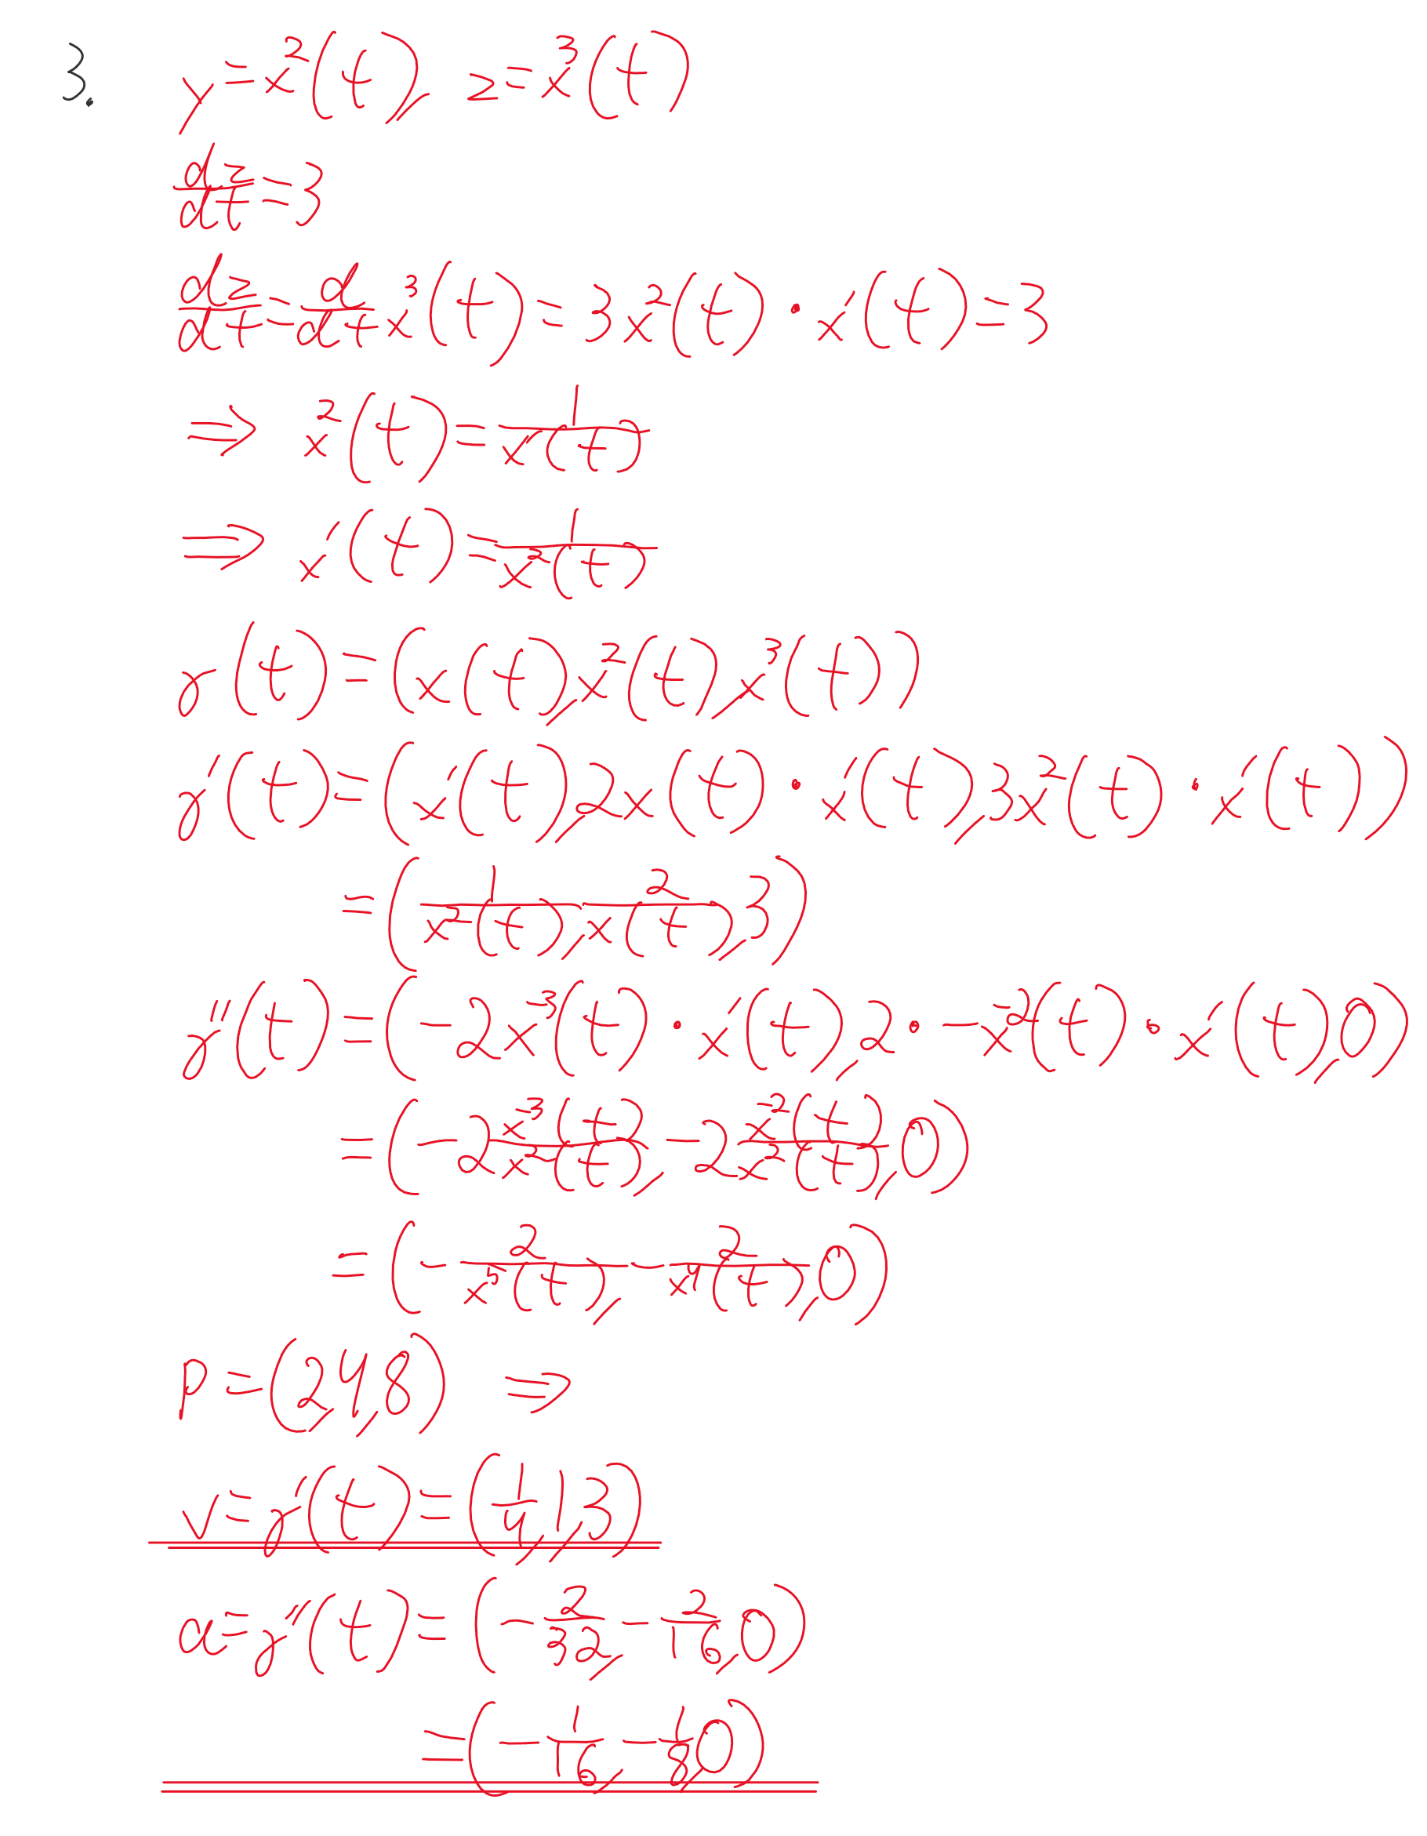 3. y = x²(t), z = x³(t)
dz/dt = 3
dz/dt = d/dt x³(t) = 3x²(t) · x'(t) = 3
⇒ x²(t) = 1/x'(t)
⇒ x'(t) = 1/x²(t)
r(t) = (x(t), x²(t), x³(t))
r'(t) = (x'(t), 2x(t) · x'(t), 3x²(t) · x'(t))
= (1/x²(t), 2/x(t), 3)
r''(t) = (-2x⁻³(t) · x'(t), 2 · -x⁻²(t) · x'(t), 0)
= (-2 x⁻³(t)/x²(t), -2 x⁻²(t)/x²(t), 0)
= (-2/x⁵(t), -2/x⁴(t), 0)
P = (2,4,8) ⇒
v = r'(t) = (1/4, 1, 3)
a = r''(t) = (-2/32, -2/16, 0)
= (-1/16, -1/8, 0)